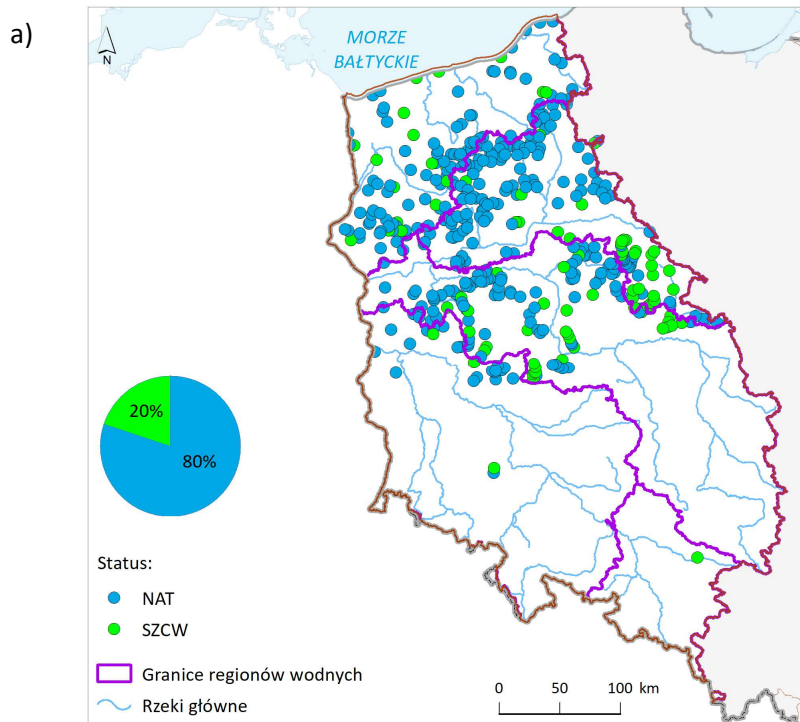 a)
MORZE
BAŁTYCKIE
N
20%
80%
Status:
NAT
SZCW
Granice regionów wodnych
Rzeki główne
0 50 100 km